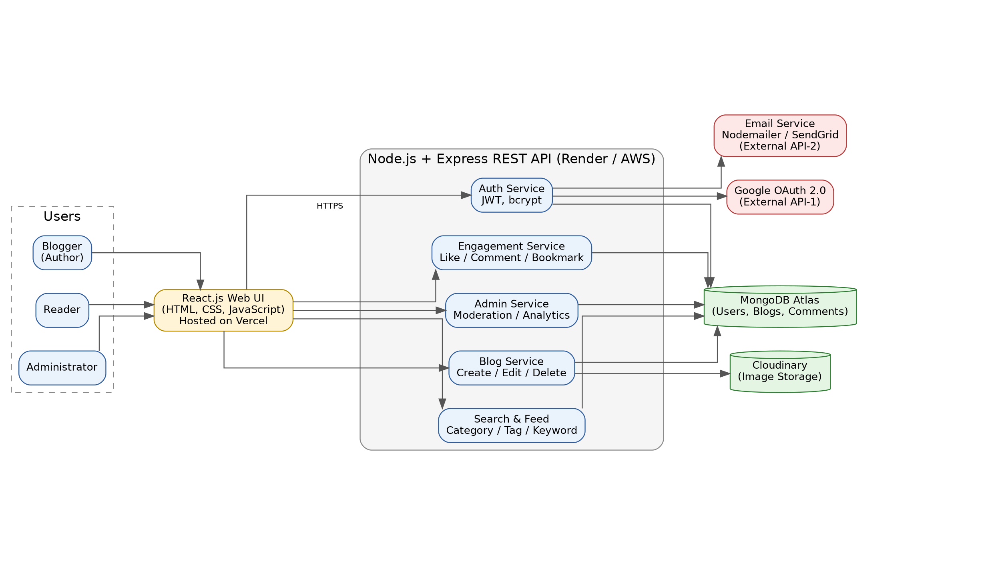 Users
Blogger
(Author)
Reader
Administrator
React.js Web UI
(HTML, CSS, JavaScript)
Hosted on Vercel
HTTPS
Node.js + Express REST API (Render / AWS)
Auth Service
JWT, bcrypt
Engagement Service
Like / Comment / Bookmark
Admin Service
Moderation / Analytics
Blog Service
Create / Edit / Delete
Search & Feed
Category / Tag / Keyword
Email Service
Nodemailer / SendGrid
(External API-2)
Google OAuth 2.0
(External API-1)
MongoDB Atlas
(Users, Blogs, Comments)
Cloudinary
(Image Storage)